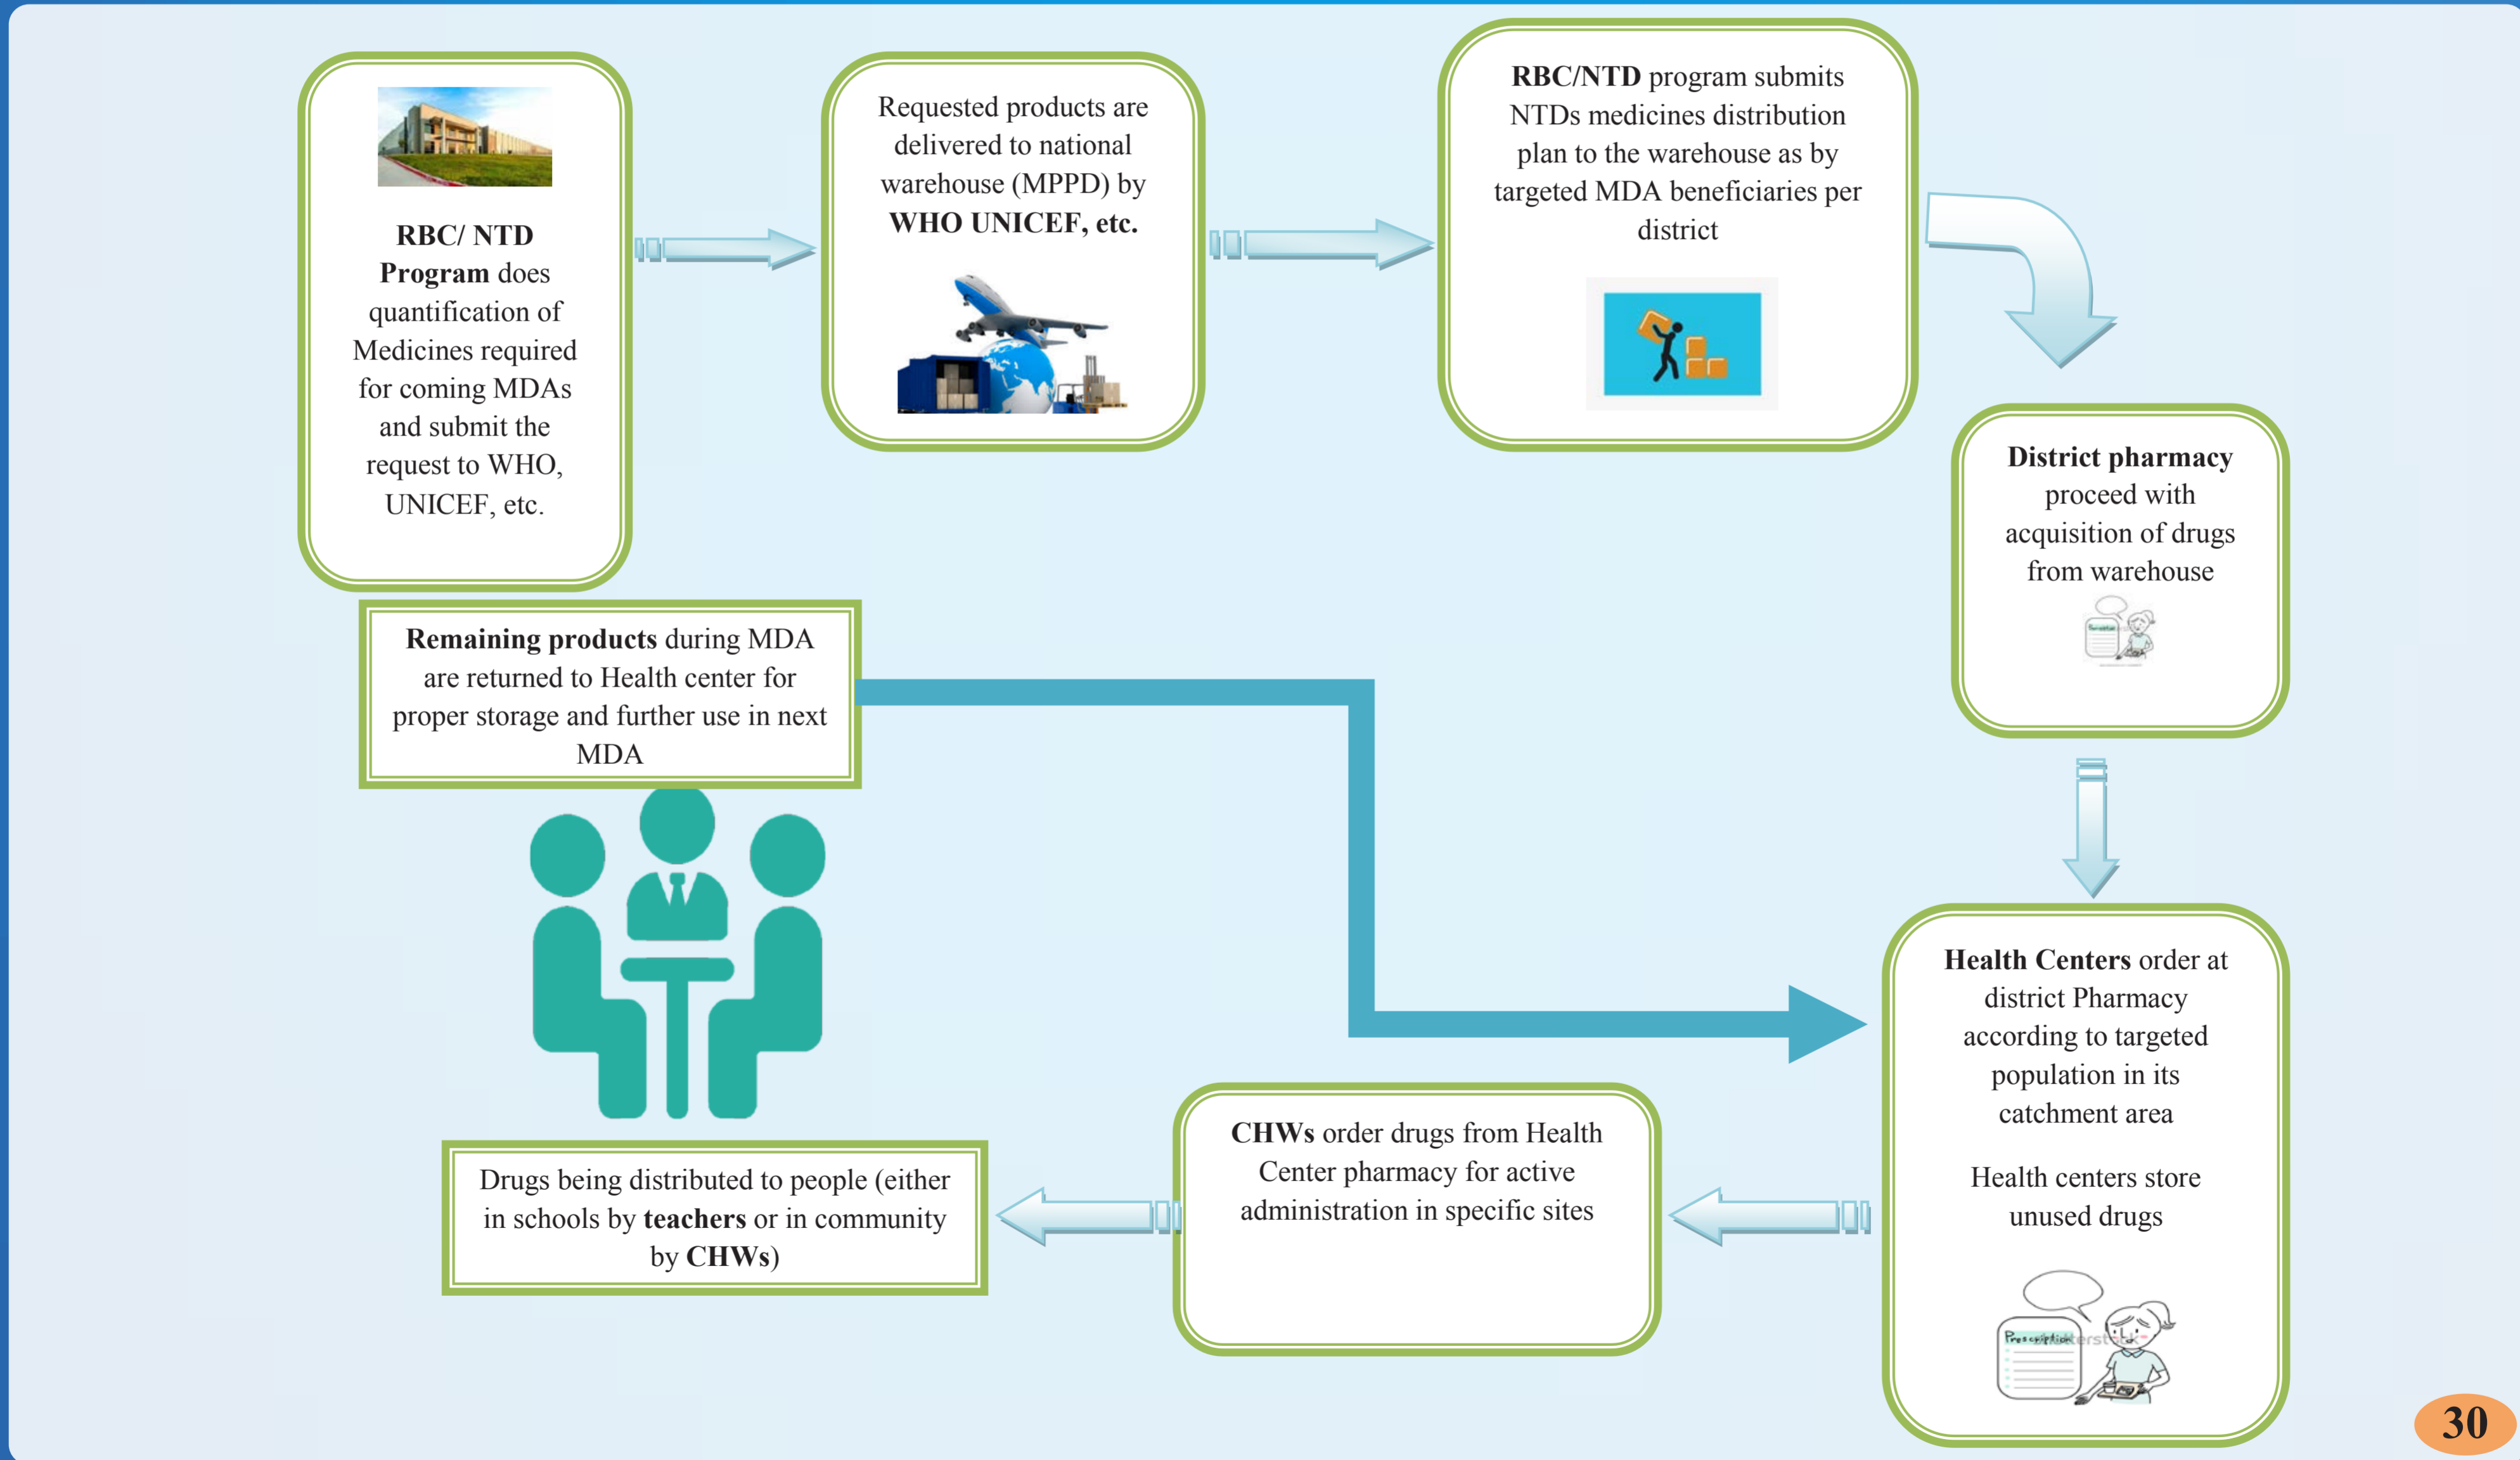 RBC/ NTD
Program does
quantification of
Medicines required
for coming MDAs
and submit the
request to WHO,
UNICEF, etc.
Requested products are
delivered to national
warehouse (MPPD) by
WHO UNICEF, etc.
RBC/NTD program submits
NTDs medicines distribution
plan to the warehouse as by
targeted MDA beneficiaries per
district
District pharmacy
proceed with
acquisition of drugs
from warehouse
Health Centers order at
district Pharmacy
according to targeted
population in its
catchment area
Health centers store
unused drugs
Prescription
CHWs order drugs from Health
Center pharmacy for active
administration in specific sites
Drugs being distributed to people (either
in schools by teachers or in community
by CHWs)
Remaining products during MDA
are returned to Health center for
proper storage and further use in next
MDA
30